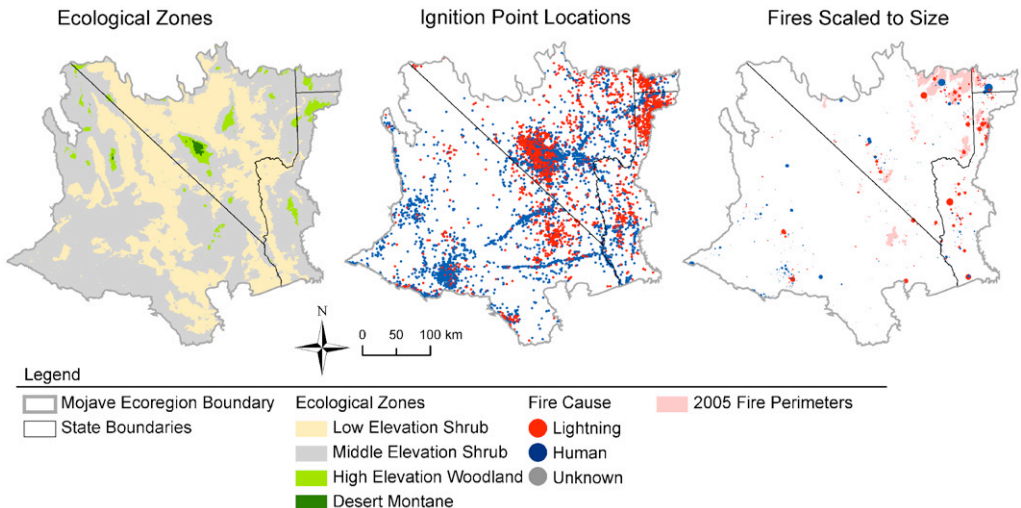 Ecological Zones
Ignition Point Locations
Fires Scaled to Size
N
0 50 100 km
Legend
Mojave Ecoregion Boundary
State Boundaries
Ecological Zones
Low Elevation Shrub
Middle Elevation Shrub
High Elevation Woodland
Desert Montane
Fire Cause
Lightning
Human
Unknown
2005 Fire Perimeters